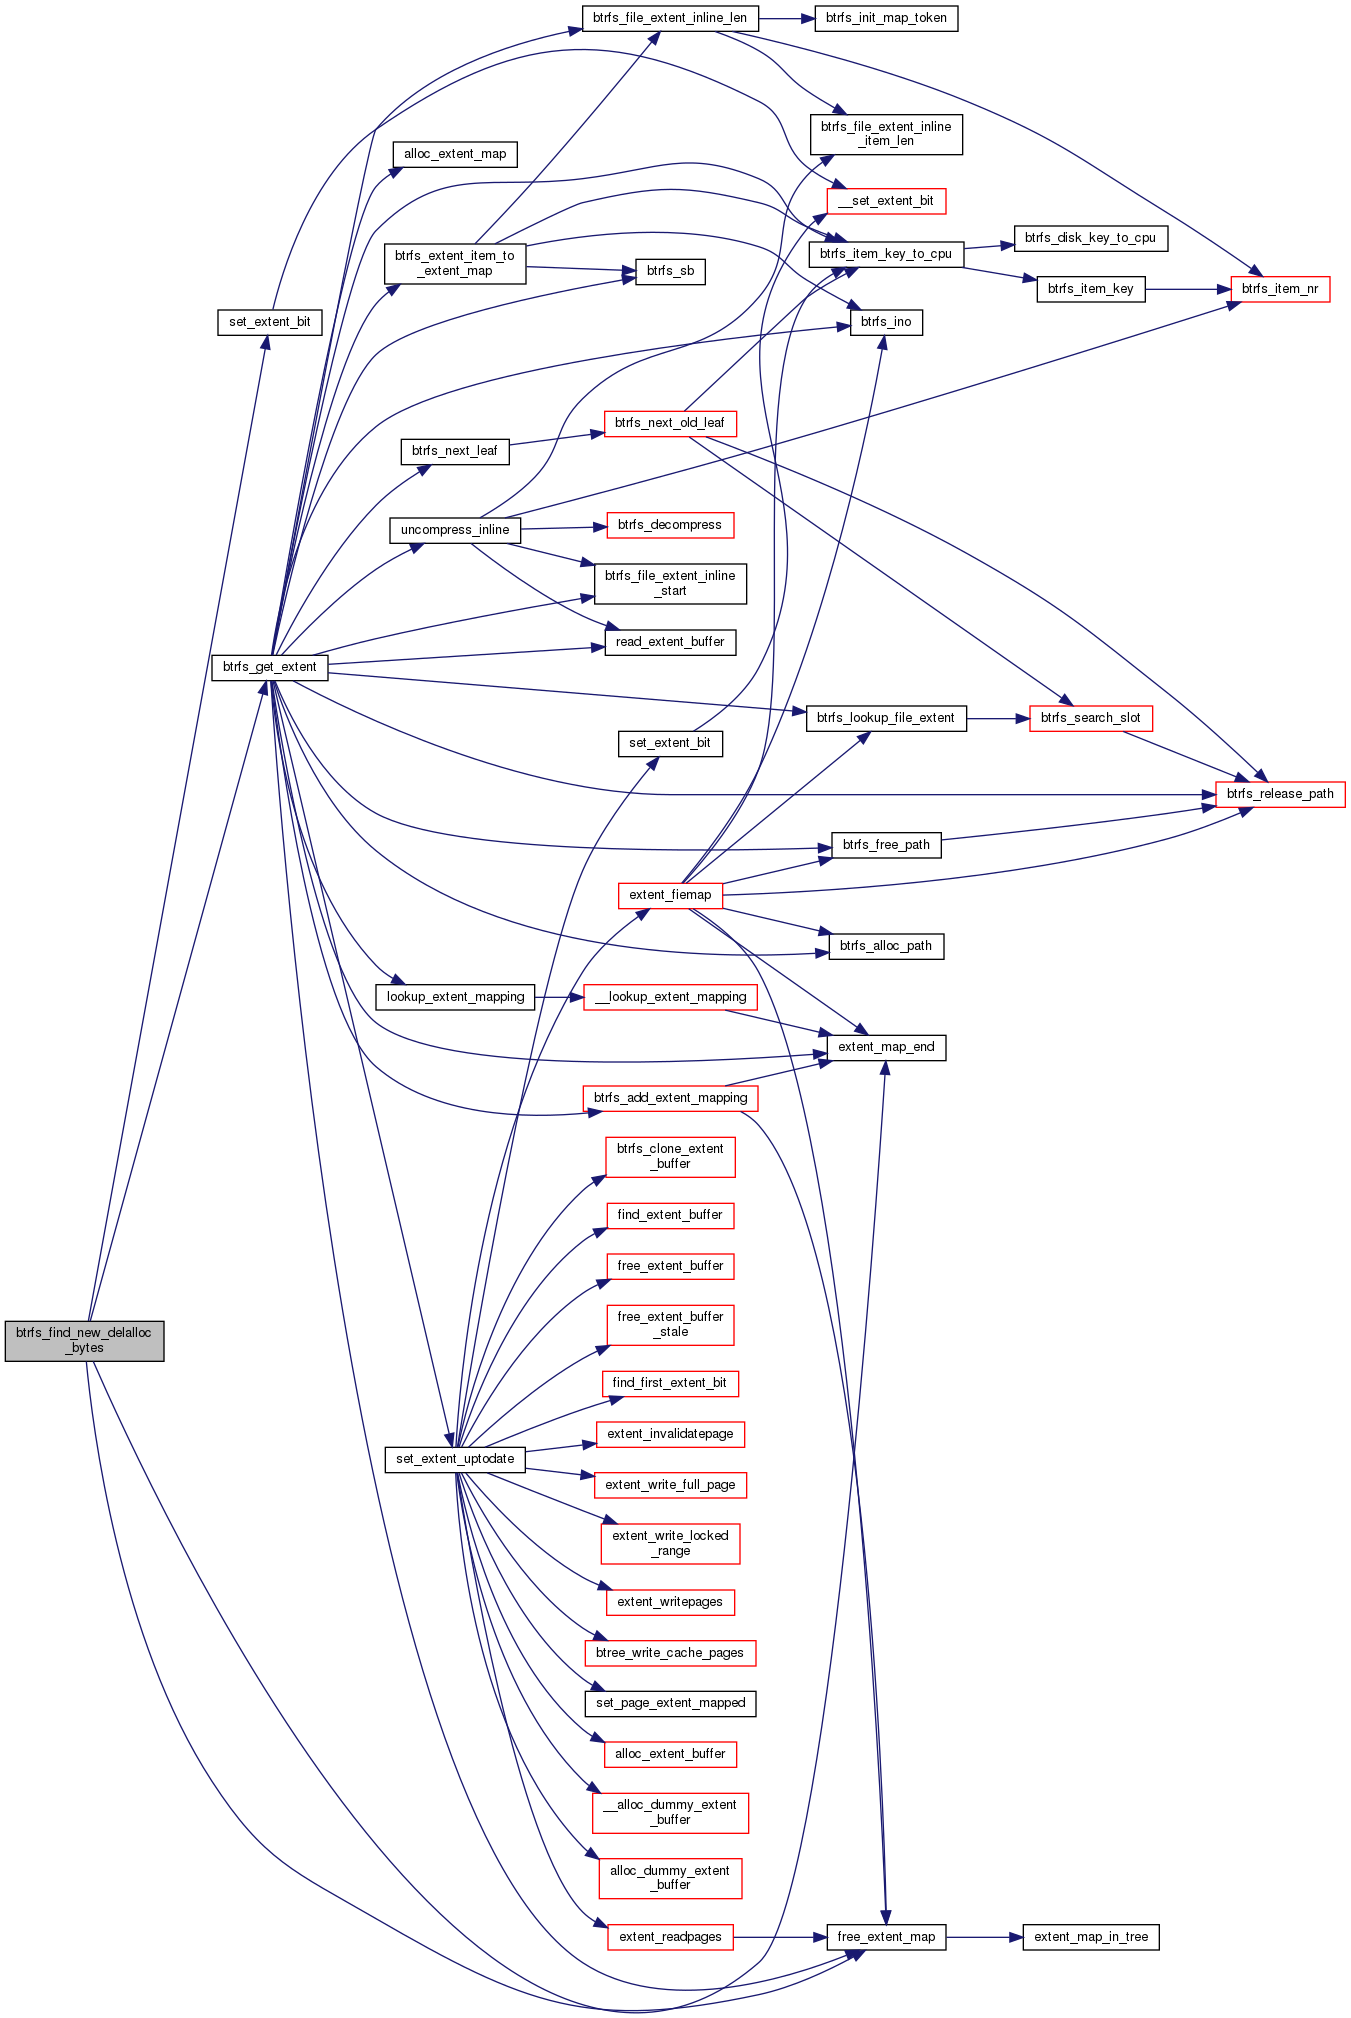 btrfs_file_extent_inline_len
btrfs_init_map_token
btrfs_file_extent_inline
_item_len
alloc_extent_map
__set_extent_bit
btrfs_extent_item_to
_extent_map
btrfs_sb
btrfs_item_key_to_cpu
btrfs_disk_key_to_cpu
btrfs_item_key
btrfs_item_nr
set_extent_bit
btrfs_ino
btrfs_next_old_leaf
btrfs_next_leaf
uncompress_inline
btrfs_decompress
btrfs_file_extent_inline
_start
read_extent_buffer
btrfs_get_extent
btrfs_lookup_file_extent
btrfs_search_slot
set_extent_bit
btrfs_release_path
btrfs_free_path
extent_fiemap
btrfs_alloc_path
lookup_extent_mapping
__lookup_extent_mapping
extent_map_end
btrfs_add_extent_mapping
btrfs_clone_extent
_buffer
find_extent_buffer
free_extent_buffer
free_extent_buffer
_stale
btrfs_find_new_delalloc
_bytes
find_first_extent_bit
extent_invalidatepage
set_extent_uptodate
extent_write_full_page
extent_write_locked
_range
extent_writepages
btree_write_cache_pages
set_page_extent_mapped
alloc_extent_buffer
__alloc_dummy_extent
_buffer
alloc_dummy_extent
_buffer
extent_readpages
free_extent_map
extent_map_in_tree